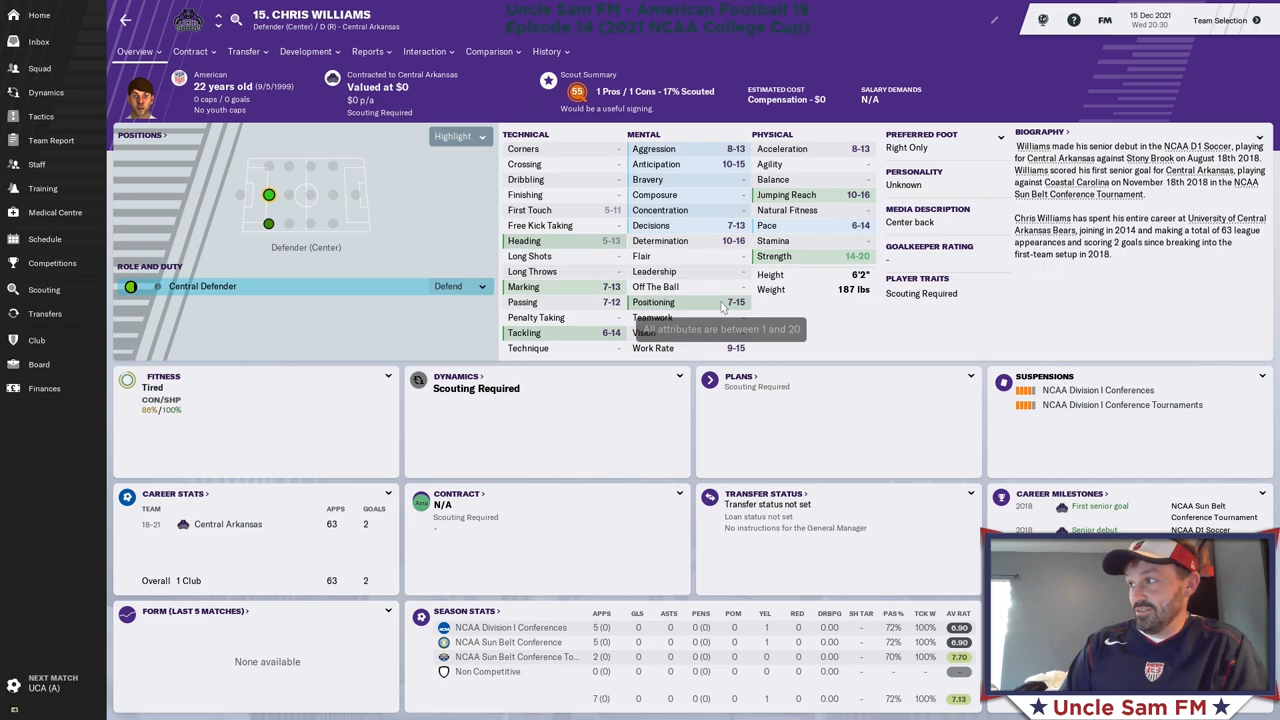 Home
Inbox
Squad
Dynamics
Tactics
Team Report
Staff
Training
Medical Centre
Schedule
Competitions
Scouting
Transfers
Club
Board
Finances
NEXT MATCH
UCA (A)
15. CHRIS WILLIAMS
Defender (Center) / D (R) - Central Arkansas
Uncle Sam FM - American Football 19
Episode 14 (2021 NCAA College Cup)
? FM
15 Dec 2021
Wed 20:30
Team Selection
Overview Contract Transfer Development Reports Interaction Comparison History
American
22 years old (9/5/1999)
0 caps / 0 goals
No youth caps
Contracted to Central Arkansas
Valued at $0
$0 p/a
Scouting Required
Scout Summary
55 1 Pros / 1 Cons - 17% Scouted
Would be a useful signing.
ESTIMATED COST
Compensation - $0
SALARY DEMANDS
N/A
POSITIONS >
Highlight
Defender (Center)
ROLE AND DUTY
Central Defender Defend
TECHNICAL
Corners -
Crossing -
Dribbling -
Finishing -
First Touch 5-11
Free Kick Taking -
Heading 5-13
Long Shots -
Long Throws -
Marking 7-13
Passing 7-12
Penalty Taking -
Tackling 6-14
Technique -
MENTAL
Aggression 8-13
Anticipation 10-15
Bravery -
Composure -
Concentration -
Decisions 7-13
Determination 10-16
Flair -
Leadership -
Off The Ball -
Positioning 7-15
Teamwork -
Vision
All attributes are between 1 and 20
Work Rate 9-15
PHYSICAL
Acceleration 8-13
Agility -
Balance -
Jumping Reach 10-16
Natural Fitness -
Pace 6-14
Stamina -
Strength 14-20
Height 6'2"
Weight 187 lbs
PREFERRED FOOT
Right Only
PERSONALITY
Unknown
MEDIA DESCRIPTION
Center back
GOALKEEPER RATING
-
PLAYER TRAITS
Scouting Required
BIOGRAPHY >
Williams made his senior debut in the NCAA D1 Soccer, playing
for Central Arkansas against Stony Brook on August 18th 2018.
Williams scored his first senior goal for Central Arkansas, playing
against Coastal Carolina on November 18th 2018 in the NCAA
Sun Belt Conference Tournament.
Chris Williams has spent his entire career at University of Central
Arkansas Bears, joining in 2014 and making a total of 63 league
appearances and scoring 2 goals since breaking into the
first-team setup in 2018.
FITNESS
Tired
CON/SHP
86%/100%
DYNAMICS >
Scouting Required
PLANS >
Scouting Required
SUSPENSIONS
NCAA Division I Conferences
NCAA Division I Conference Tournaments
CAREER STATS >
TEAM APPS GOALS
18-21 Central Arkansas 63 2
Overall 1 Club 63 2
Ama
CONTRACT >
N/A
Scouting Required
-
TRANSFER STATUS >
Transfer status not set
Loan status not set
No instructions for the General Manager
CAREER MILESTONES >
2018 First senior goal NCAA Sun Belt
Conference Tournament
2018 Senior debut NCAA D1 Soccer
FORM (LAST 5 MATCHES) >
None available
SEASON STATS > APPS GLS ASTS PENS POM YEL RED DRBPG SH TAR PAS % TCK W AV RAT
NCAA Division I Conferences 5 (0) 0 0 0 (0) 0 1 0 0.00 - 72% 100% 6.90
NCAA Sun Belt Conference 5 (0) 0 0 0 (0) 0 1 0 0.00 - 72% 100% 6.90
NCAA Sun Belt Conference To... 2 (0) 0 0 0 (0) 0 0 0 0.00 - 70% 100% 7.70
Non Competitive 0 (0) 0 0 0 (0) 0 0 0 0.00 - - - -
7 (0) 0 0 0 (0) 0 1 0 0.00 - 72% 100% 7.13
★ Uncle Sam FM ★